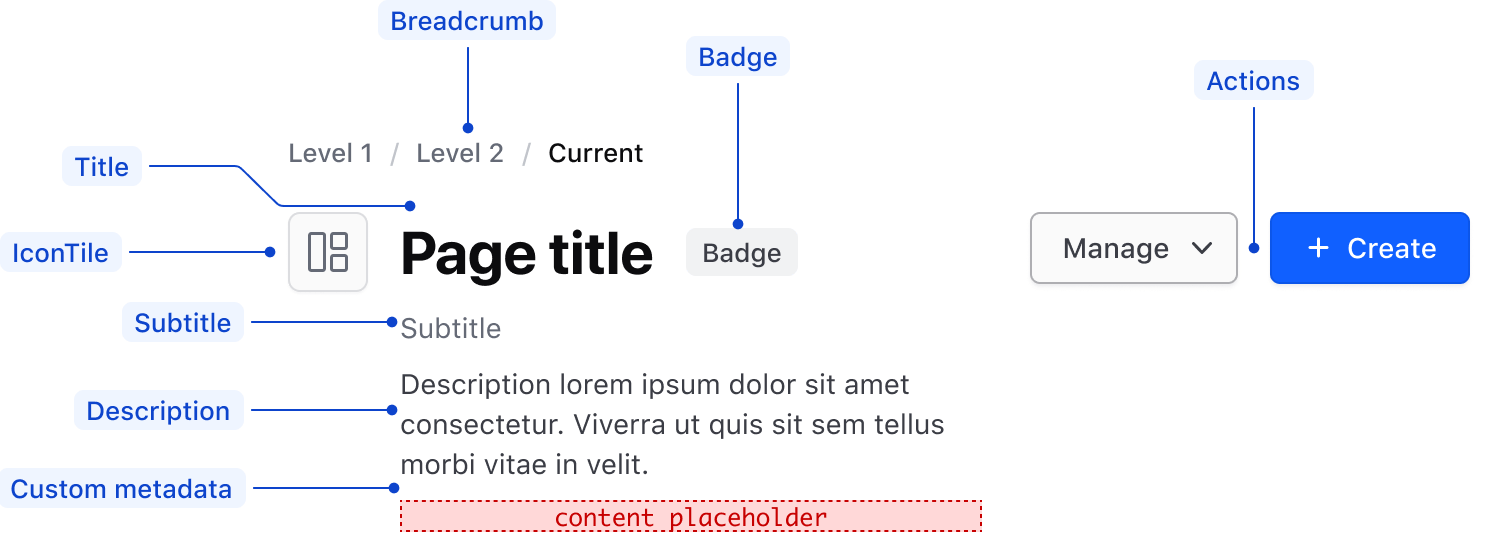 Breadcrumb
Badge
Actions
Level 1 / Level 2 / Current
Title
IconTile
Page title
Badge
Manage
+ Create
Subtitle
Subtitle
Description
Description lorem ipsum dolor sit amet
consectetur. Viverra ut quis sit sem tellus
morbi vitae in velit.
Custom metadata
content placeholder